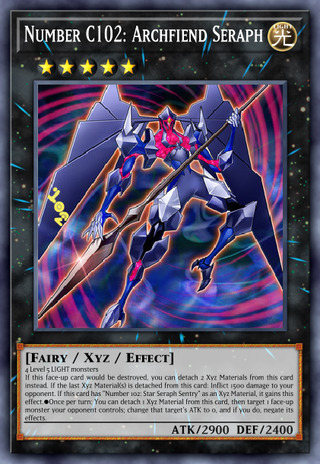 Number C102: Archfiend Seraph
LIGHT
光
102
[Fairy / Xyz / Effect]
4 Level 5 LIGHT monsters
If this face-up card would be destroyed, you can detach 2 Xyz Materials from this card
instead. If the last Xyz Material(s) is detached from this card: Inflict 1500 damage to your
opponent. If this card has "Number 102: Star Seraph Sentry" as an Xyz Material, it gains this
effect.●Once per turn: You can detach 1 Xyz Material from this card, then target 1 face-up
monster your opponent controls; change that target's ATK to 0, and if you do, negate its
effects.
ATK/2900 DEF/2400